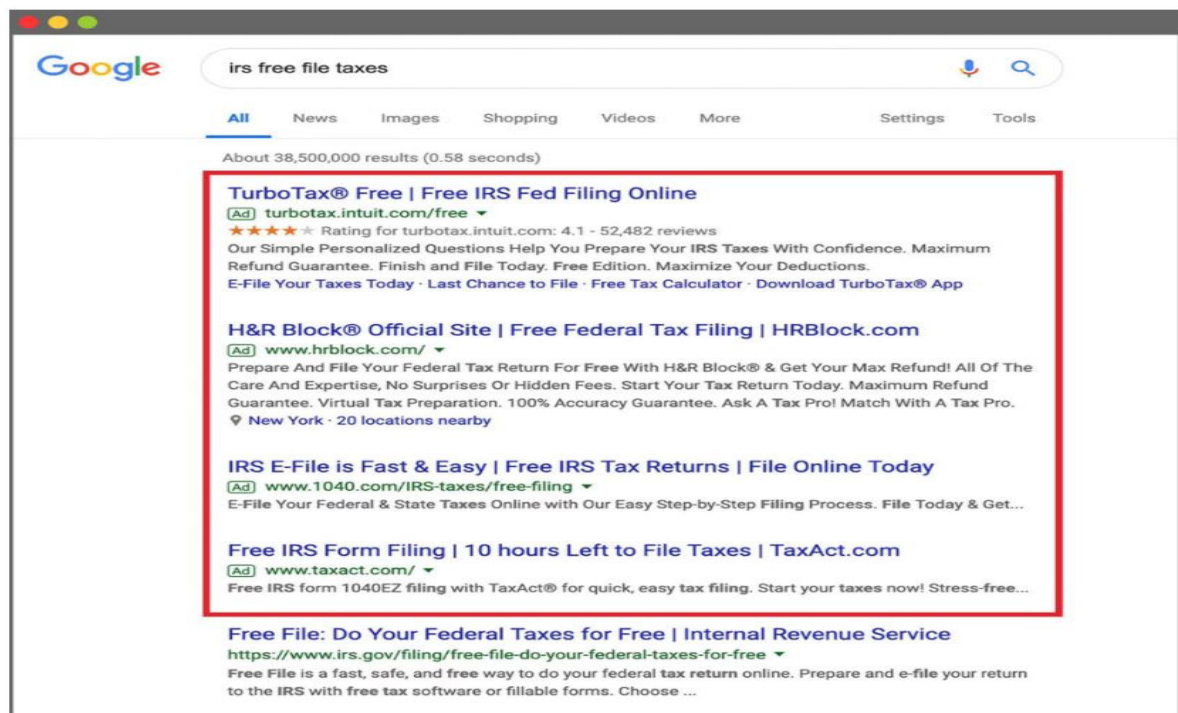 Google
irs free file taxes
All News Images Shopping Videos More Settings Tools
About 38,500,000 results (0.58 seconds)
TurboTax® Free | Free IRS Fed Filing Online
Ad turbotax.intuit.com/free
Rating for turbotax.intuit.com: 4.1 - 52,482 reviews
Our Simple Personalized Questions Help You Prepare Your IRS Taxes With Confidence. Maximum
Refund Guarantee. Finish and File Today. Free Edition. Maximize Your Deductions.
E-File Your Taxes Today · Last Chance to File · Free Tax Calculator · Download TurboTax® App
H&R Block® Official Site | Free Federal Tax Filing | HRBlock.com
Ad www.hrblock.com/
Prepare And File Your Federal Tax Return For Free With H&R Block® & Get Your Max Refund! All Of The
Care And Expertise, No Surprises Or Hidden Fees. Start Your Tax Return Today. Maximum Refund
Guarantee. Virtual Tax Preparation. 100% Accuracy Guarantee. Ask A Tax Pro! Match With A Tax Pro.
New York · 20 locations nearby
IRS E-File is Fast & Easy | Free IRS Tax Returns | File Online Today
Ad www.1040.com/IRS-taxes/free-filing
E-File Your Federal & State Taxes Online with Our Easy Step-by-Step Filing Process. File Today & Get...
Free IRS Form Filing | 10 hours Left to File Taxes | TaxAct.com
Ad www.taxact.com/
Free IRS form 1040EZ filing with TaxAct® for quick, easy tax filing. Start your taxes now! Stress-free...
Free File: Do Your Federal Taxes for Free | Internal Revenue Service
https://www.irs.gov/filing/free-file-do-your-federal-taxes-for-free
Free File is a fast, safe, and free way to do your federal tax return online. Prepare and e-file your return
to the IRS with free tax software or fillable forms. Choose ...